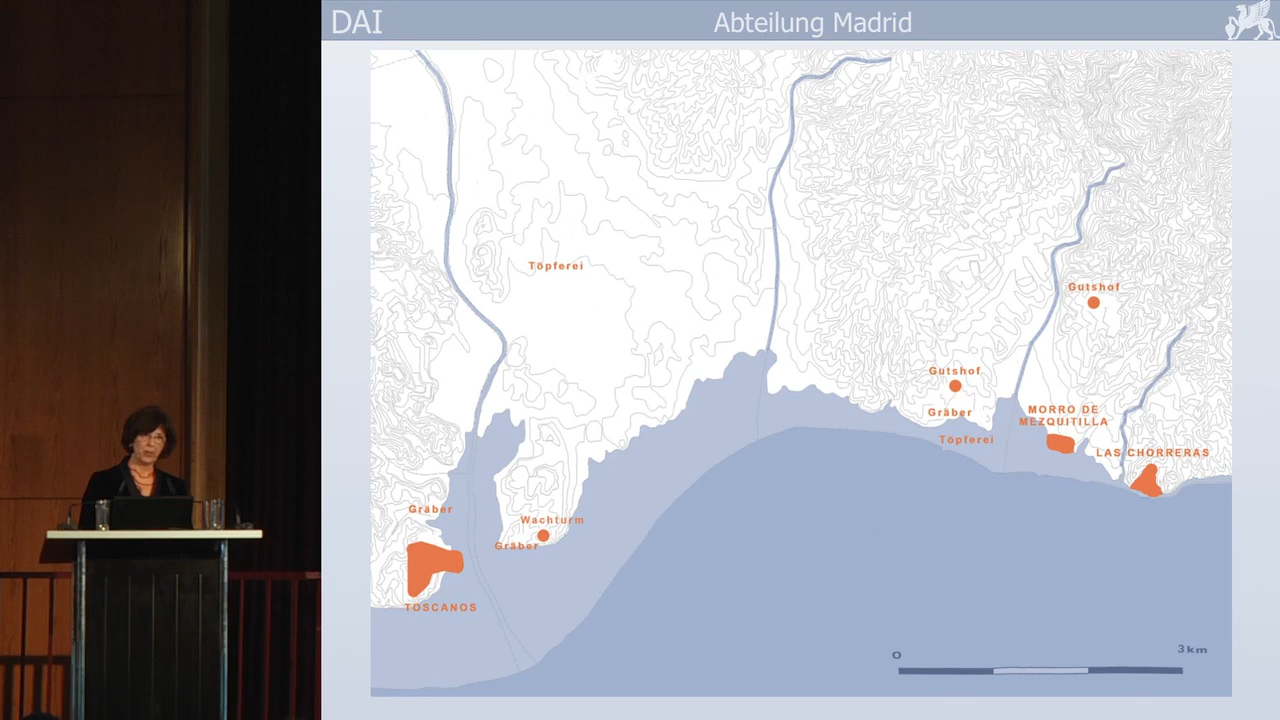 DAI
Abteilung Madrid
Töpferei
Gutshof
Gutshof
Gräber
MORRO DE
MEZQUITILLA
Töpferei
LAS CHORRERAS
Gräber
Wachturm
Gräber
TOSCANOS
0
3km